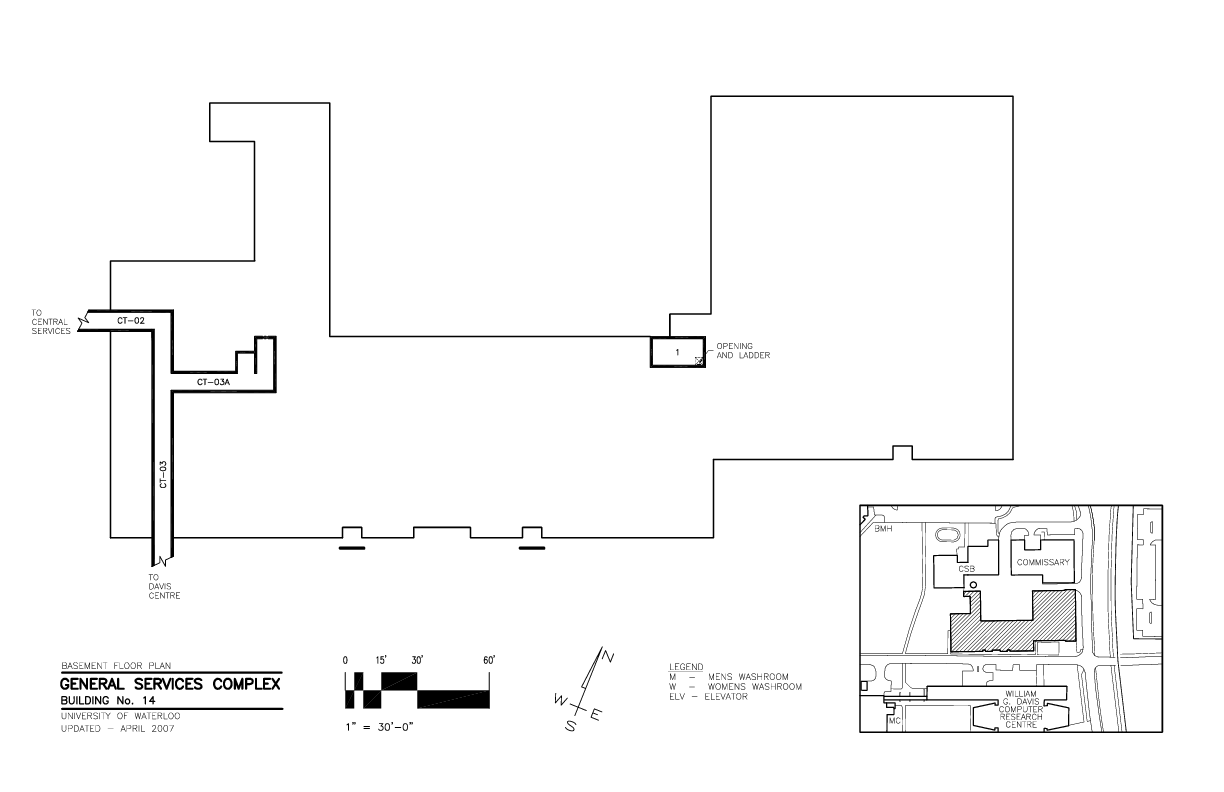 TO
CENTRAL
SERVICES
CT-02
CT-03A
CT-03
TO
DAVIS
CENTRE
1
OPENING
AND LADDER
BASEMENT FLOOR PLAN
GENERAL SERVICES COMPLEX
BUILDING No. 14
UNIVERSITY OF WATERLOO
UPDATED - APRIL 2007
0 15' 30' 60'
1" = 30'-0"
N
W
E
S
LEGEND
M - MENS WASHROOM
W - WOMENS WASHROOM
ELV - ELEVATOR
BMH
CSB
COMMISSARY
WILLIAM
G. DAVIS
COMPUTER
RESEARCH
CENTRE
MC